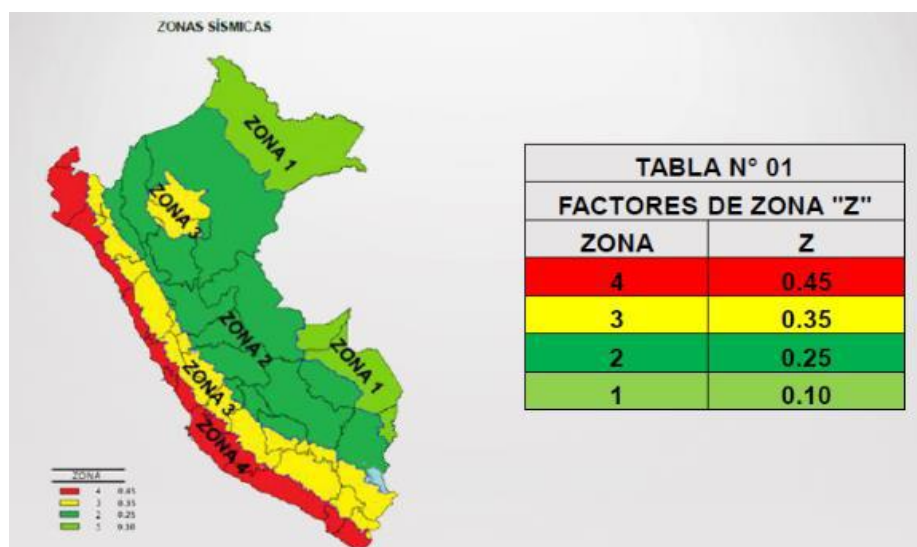 ZONAS SÍSMICAS
ZONA 1
ZONA 3
ZONA 2
ZONA 1
ZONA 3
ZONA 4
TABLA N° 01
FACTORES DE ZONA "Z"
ZONA Z
4 0.45
3 0.35
2 0.25
1 0.10
ZONA
4 0.45
3 0.35
2 0.25